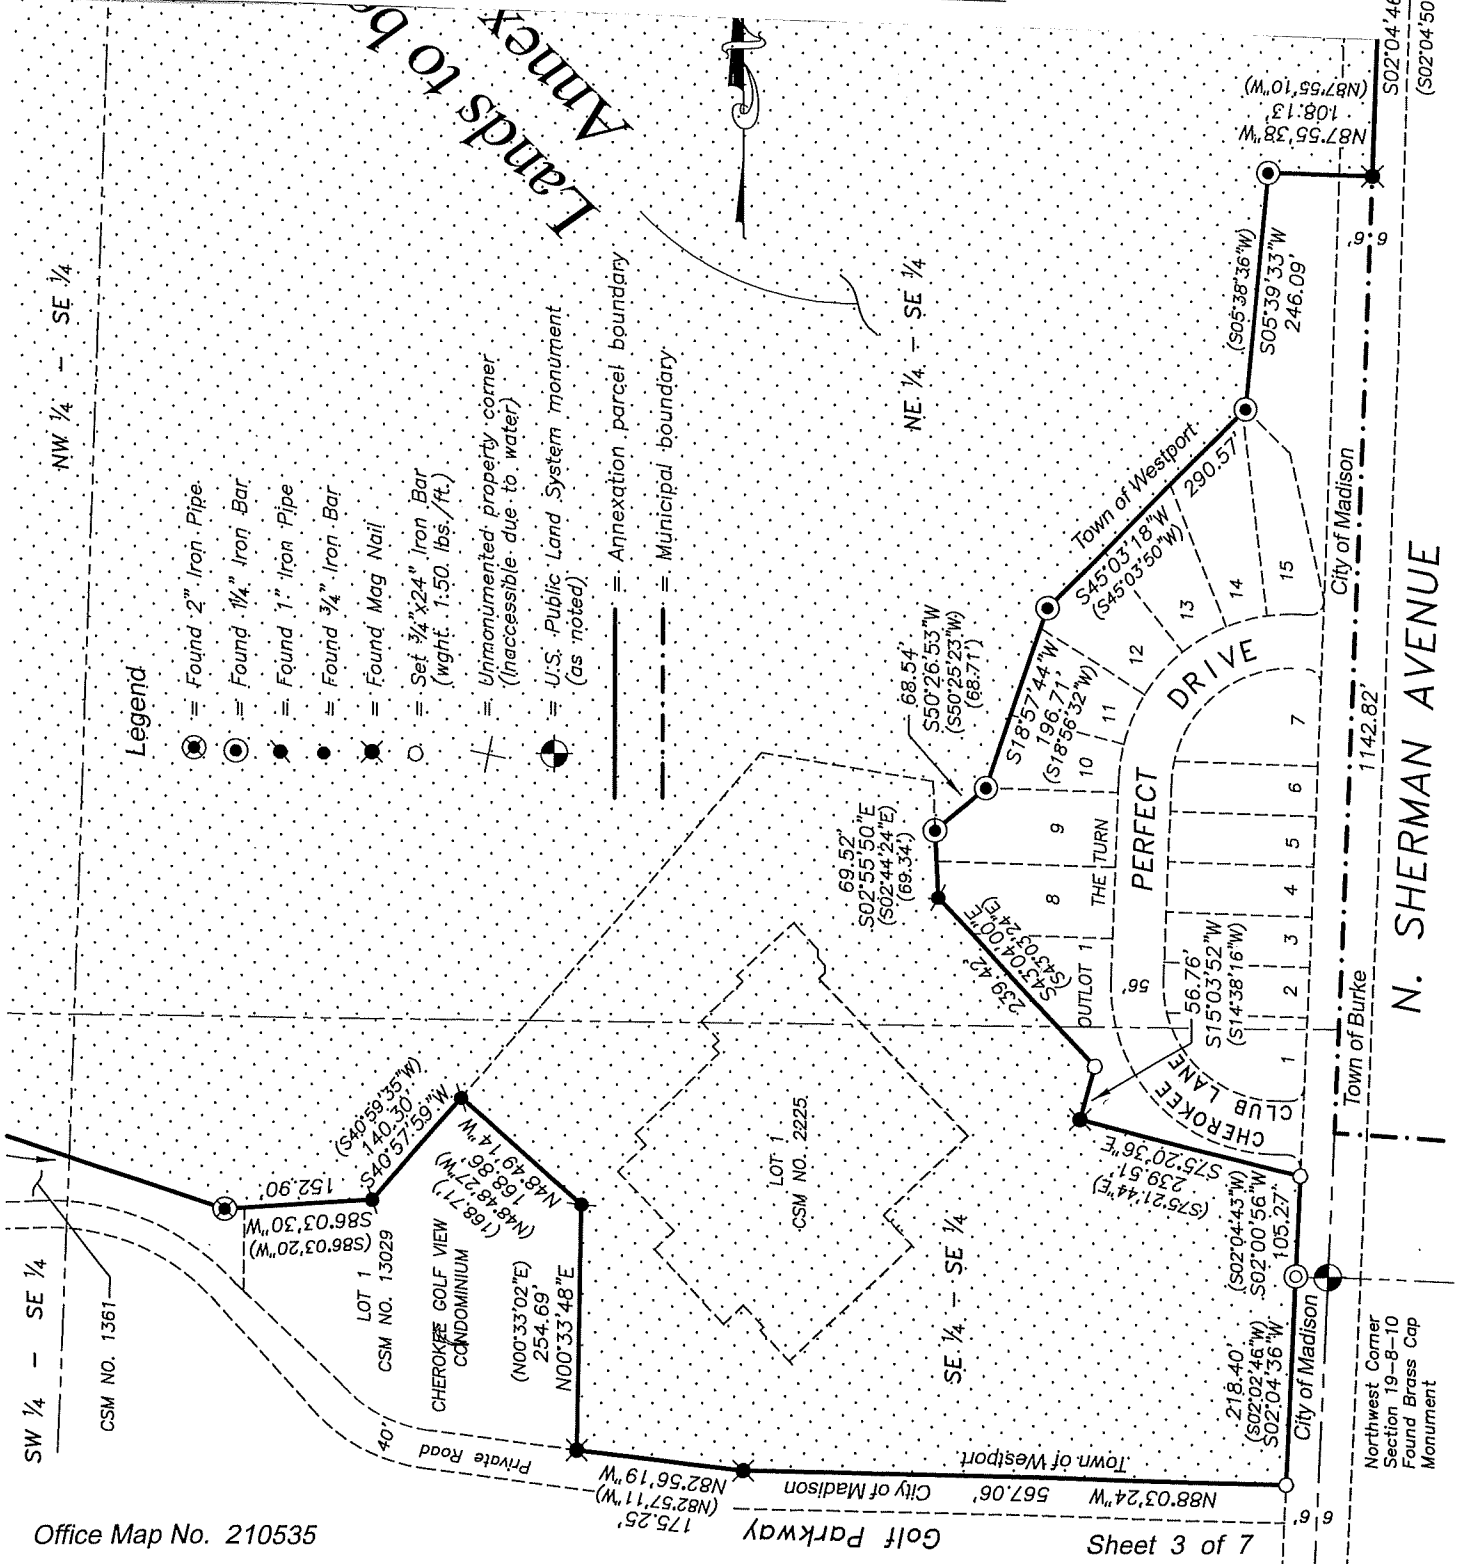 Lands to be
Annex
NW ¼ – SE ¼
Legend
= Found 2" Iron Pipe
= Found 1¼" Iron Bar
= Found 1" Iron Pipe
= Found ¾" Iron Bar
= Found Mag Nail
= Set ¾"x24" Iron Bar
(wght. 1.50 lbs./ft.)
= Unmonumented property corner
(Inaccessible due to water)
= U.S. Public Land System monument
(as noted)
= Annexation parcel boundary
= Municipal boundary
NE ¼ – SE ¼
S02°04'46
(S02°04'50
(N87°55'10"W)
108.13'
N87°55'38"W
66'
(S05°38'36"W)
S05°39'33"W
246.09'
Town of Westport
290.57'
S45°03'18"W
(S45°03'50"W)
S18°57'44"W
196.71'
(S18°56'32"W)
68.54'
S50°26'53"W
(S50°25'23"W)
(68.71')
69.52'
S02°55'50"E
(S02°44'24"E)
(69.34')
239.42'
S43°04'00"E
(S43°03'24"E)
56.76'
S15°03'52"W
(S14°38'16"W)
S75°20'36"E
239.51'
(S75°21'44"E)
(S02°04'43"W)
S02°00'56"W
105.27'
218.40'
(S02°02'46"W)
S02°04'36"W
City of Madison
OUTLOT 1
THE TURN
8
9
10
11
12
13
14
15
1
2
3
4
5
6
7
56'
PERFECT
DRIVE
CHEROKEE
CLUB LANE
City of Madison
1142.82'
Town of Burke
N. SHERMAN AVENUE
Northwest Corner
Section 19-8-10
Found Brass Cap
Monument
66'
N88°03'24"W
567.06'
Town of Westport
City of Madison
Golf Parkway
175.25'
(N82°57'11"W)
N82°56'19"W
(N00°33'02"E)
254.69'
N00°33'48"E
N48°49'14"W
168.86'
(N48°48'27"W)
(168.71')
(S40°59'35"W)
140.30'
S40°57'59"W
152.90'
S86°03'30"W
(S86°03'20"W)
LOT 1
CSM NO. 13029
CHEROKEE GOLF VIEW
CONDOMINIUM
LOT 1
CSM NO. 2225
SE ¼ – SE ¼
SW ¼ – SE ¼
CSM NO. 1361
40'
Private Road
Office Map No. 210535
Sheet 3 of 7